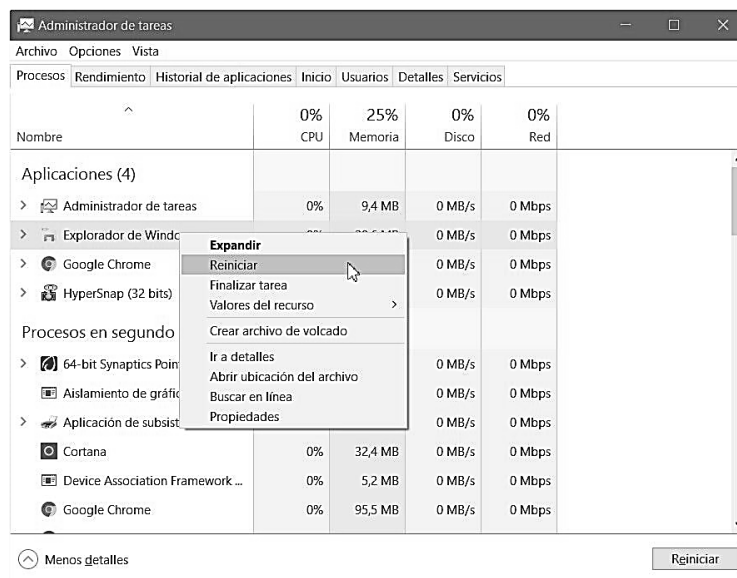 Administrador de tareas
Archivo Opciones Vista
Procesos Rendimiento Historial de aplicaciones Inicio Usuarios Detalles Servicios
0% 25% 0% 0%
Nombre CPU Memoria Disco Red
Aplicaciones (4)
Administrador de tareas 0% 9,4 MB 0 MB/s 0 Mbps
Explorador de 0 MB/s 0 Mbps
Expandir
Google Chrome 0 MB/s 0 Mbps
Reiniciar
Finalizar tarea
HyperSnap (32 bits) 0 MB/s 0 Mbps
Valores del recurso
Procesos en segundo
Crear archivo de volcado
64-bit Synaptics 0 MB/s 0 Mbps
Ir a detalles
Abrir ubicación del archivo
Aislamiento de 0 MB/s 0 Mbps
Buscar en línea
Aplicación de 0 MB/s 0 Mbps
Propiedades
Cortana 0% 32,4 MB 0 MB/s 0 Mbps
Device Association Framework ... 0% 5,2 MB 0 MB/s 0 Mbps
Google Chrome 0% 95,5 MB 0 MB/s 0 Mbps
Menos detalles Reiniciar